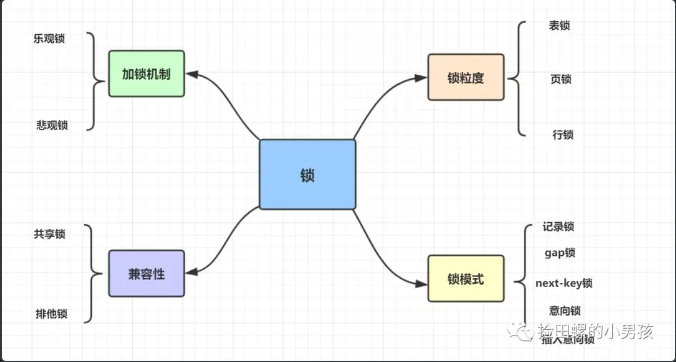 乐观锁
加锁机制
悲观锁
表锁
锁粒度
页锁
行锁
锁
共享锁
兼容性
排他锁
记录锁
gap锁
锁模式
next-key锁
意向锁
插入意向锁
捡田螺的小男孩